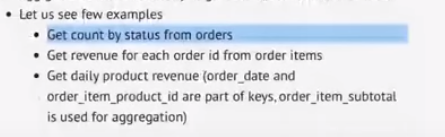 • Let us see few examples
• Get count by status from orders
• Get revenue for each order id from order items
• Get daily product revenue (order_date and
order_item_product_id are part of keys, order_item_subtotal
is used for aggregation)